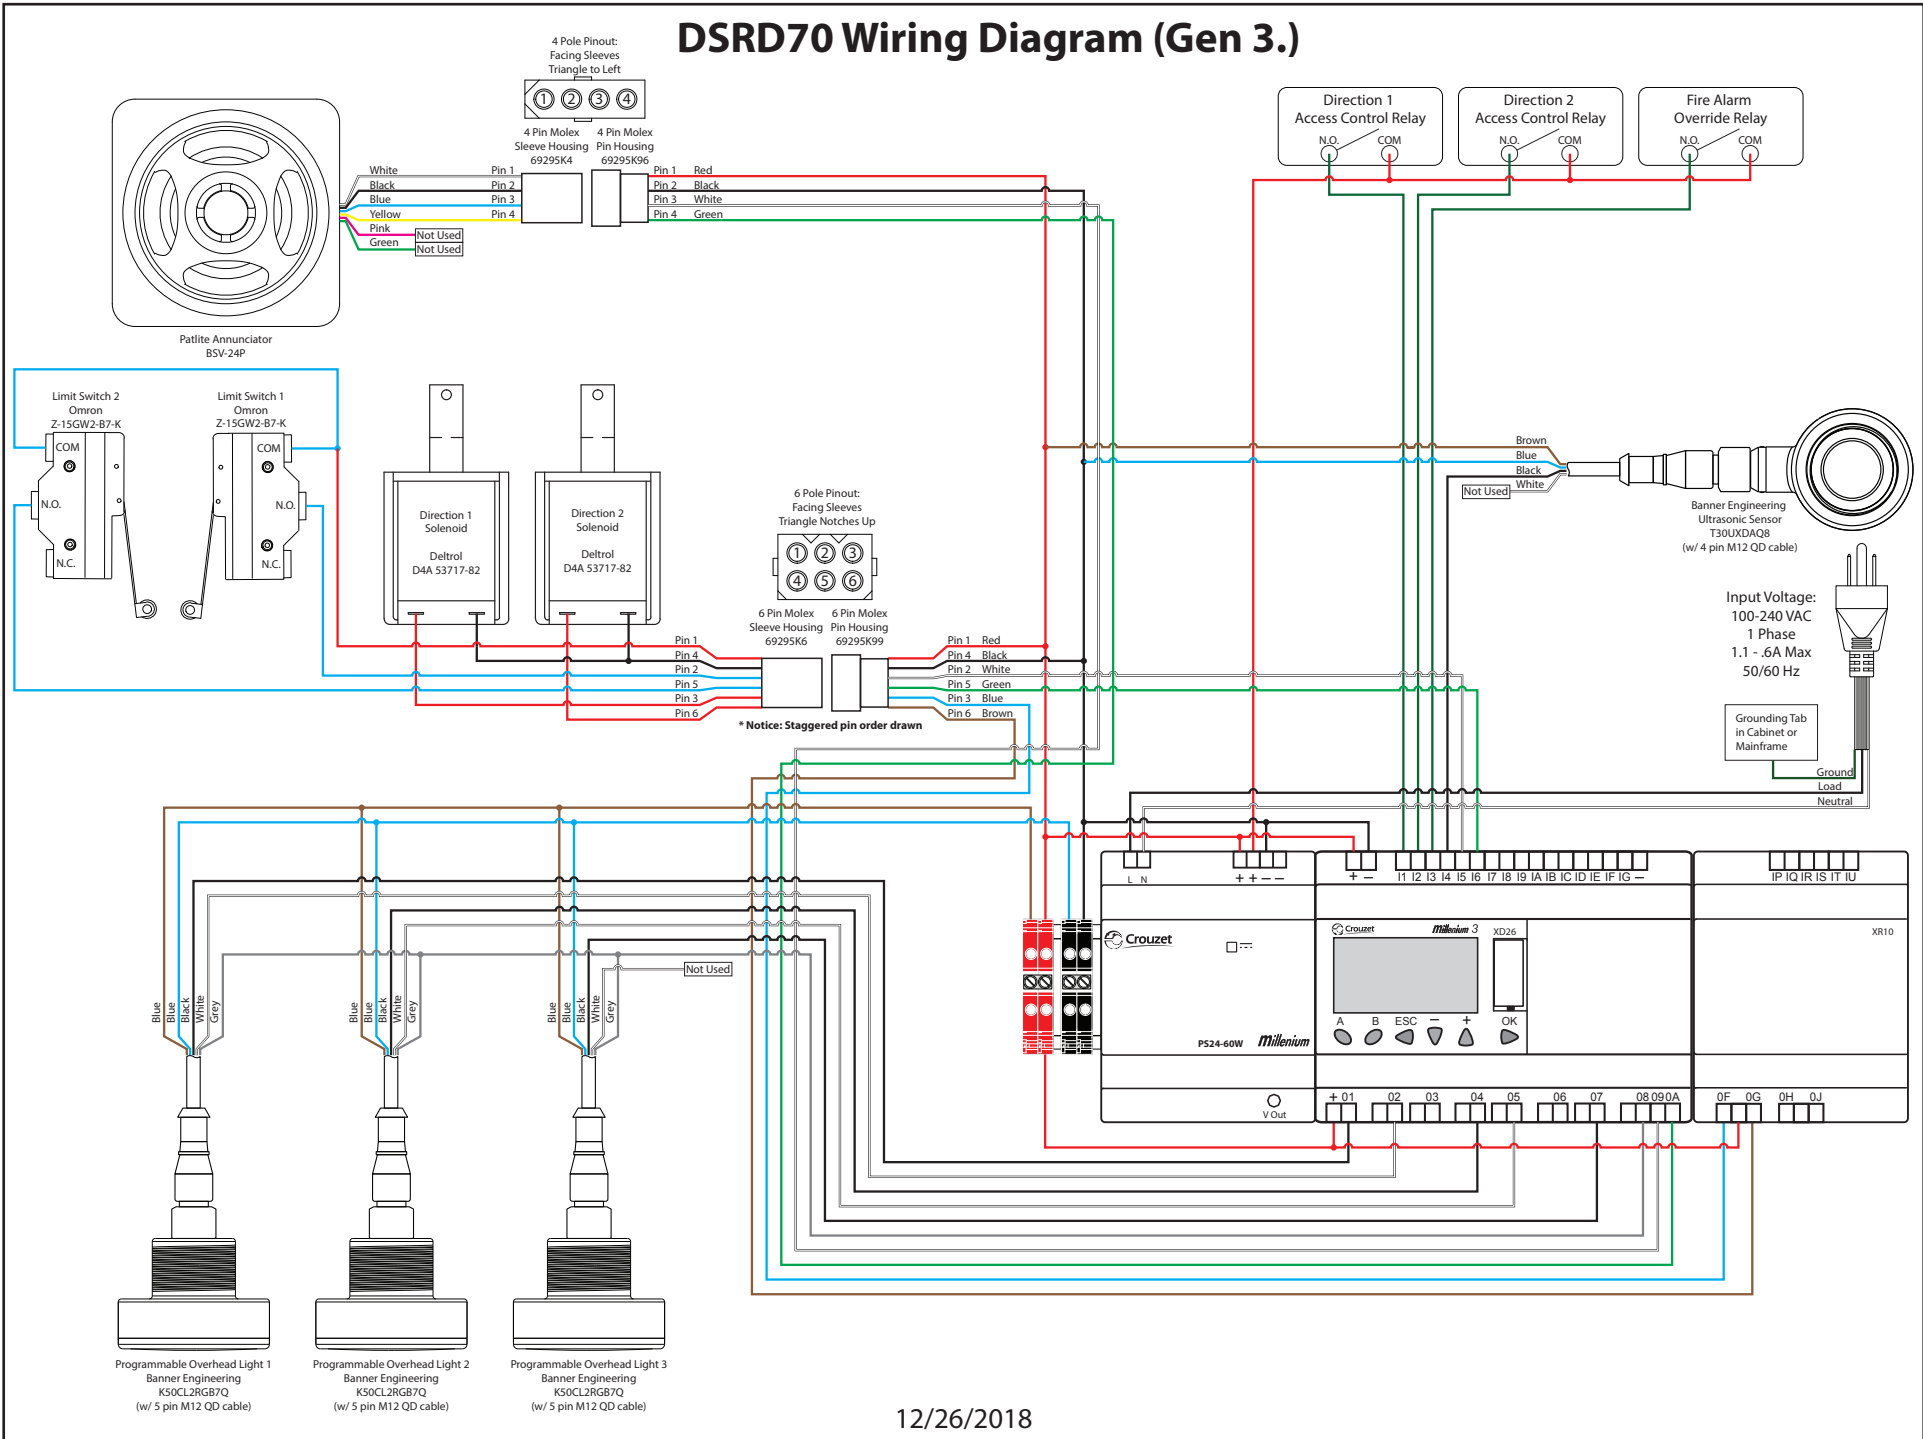 DSRD70 Wiring Diagram (Gen 3.)
4 Pole Pinout:
Facing Sleeves
Triangle to Left
1 2 3 4
4 Pin Molex
Sleeve Housing
69295K4
4 Pin Molex
Pin Housing
69295K96
White Pin 1
Black Pin 2
Blue Pin 3
Yellow Pin 4
Pink Not Used
Green Not Used
Pin 1 Red
Pin 2 Black
Pin 3 White
Pin 4 Green
Patlite Annunciator
BSV-24P
Direction 1
Access Control Relay
N.O. COM
Direction 2
Access Control Relay
N.O. COM
Fire Alarm
Override Relay
N.O. COM
Limit Switch 2
Omron
Z-15GW2-B7-K
COM
N.O.
N.C.
Limit Switch 1
Omron
Z-15GW2-B7-K
COM
N.O.
N.C.
Direction 1
Solenoid
Deltrol
D4A 53717-82
Direction 2
Solenoid
Deltrol
D4A 53717-82
6 Pole Pinout:
Facing Sleeves
Triangle Notches Up
1 2 3
4 5 6
6 Pin Molex
Sleeve Housing
69295K6
6 Pin Molex
Pin Housing
69295K99
Pin 1
Pin 4
Pin 2
Pin 5
Pin 3
Pin 6
Pin 1 Red
Pin 4 Black
Pin 2 White
Pin 5 Green
Pin 3 Blue
Pin 6 Brown
* Notice: Staggered pin order drawn
Brown
Blue
Black
White
Not Used
Banner Engineering
Ultrasonic Sensor
T30UXDAQ8
(w/ 4 pin M12 QD cable)
Input Voltage:
100-240 VAC
1 Phase
1.1 - .6A Max
50/60 Hz
Grounding Tab
in Cabinet or
Mainframe
Ground
Load
Neutral
L N
+ + − −
+ −
I1 I2 I3 I4 I5 I6 I7 I8 I9 IA IB IC ID IE IF IG −
IP IQ IR IS IT IU
Crouzet
PS24-60W Millenium
V Out
Crouzet Millenium 3 XD26
A B ESC − + OK
XR10
+ 01 02 03 04 05 06 07 08 09 0A
0F 0G 0H 0J
Not Used
Blue Blue Black White Grey
Blue Blue Black White Grey
Blue Blue Black White Grey
Programmable Overhead Light 1
Banner Engineering
K50CL2RGB7Q
(w/ 5 pin M12 QD cable)
Programmable Overhead Light 2
Banner Engineering
K50CL2RGB7Q
(w/ 5 pin M12 QD cable)
Programmable Overhead Light 3
Banner Engineering
K50CL2RGB7Q
(w/ 5 pin M12 QD cable)
12/26/2018